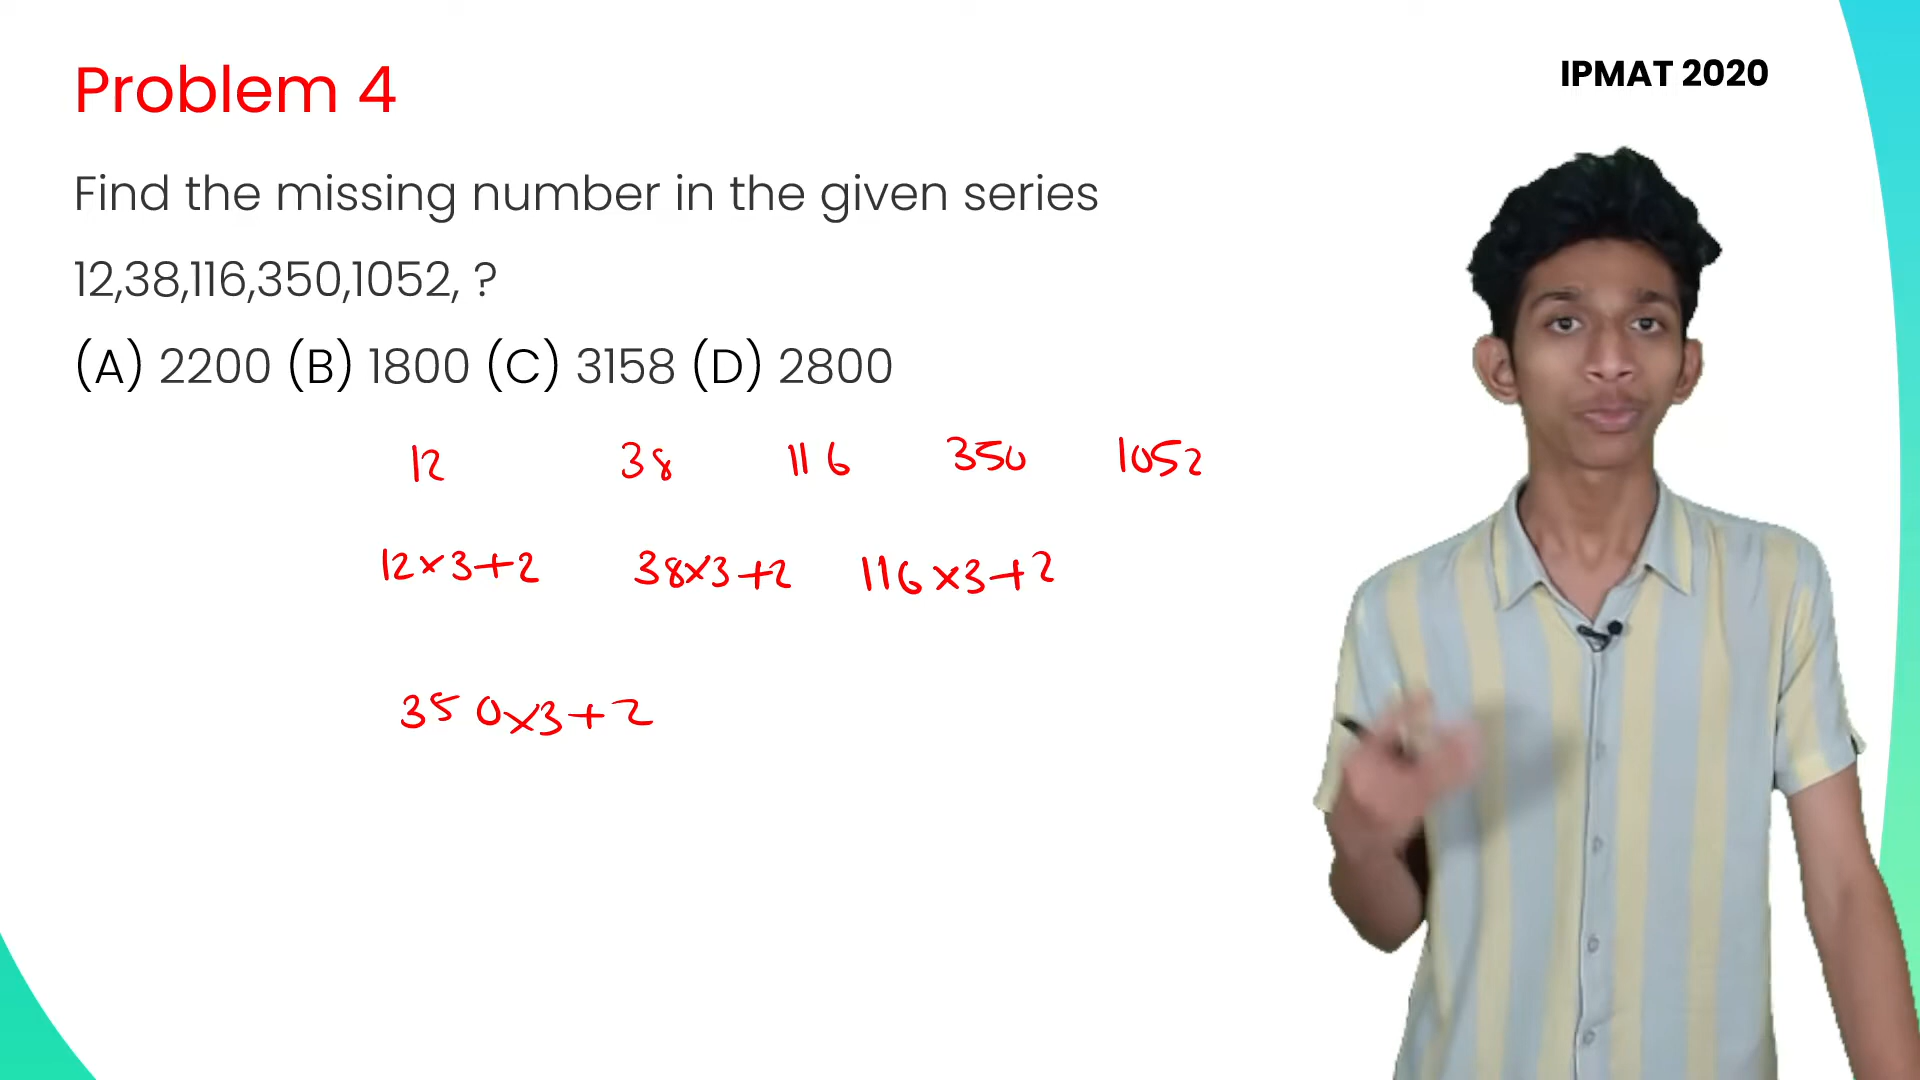 Problem 4
IPMAT 2020
Find the missing number in the given series
12,38,116,350,1052, ?
(A) 2200 (B) 1800 (C) 3158 (D) 2800
12 38 116 350 1052
12×3+2 38×3+2 116×3+2
350×3+2